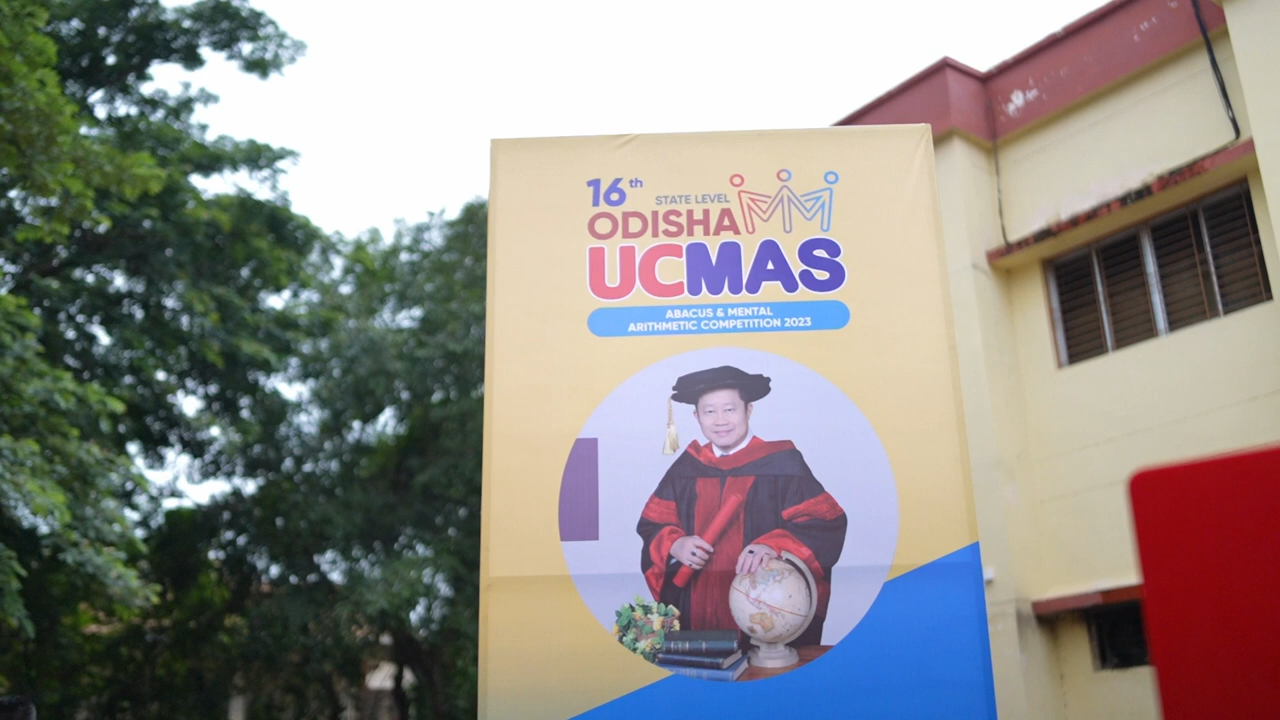 16th STATE LEVEL
ODISHA
UCMAS
ABACUS & MENTAL
ARITHMETIC COMPETITION 2023